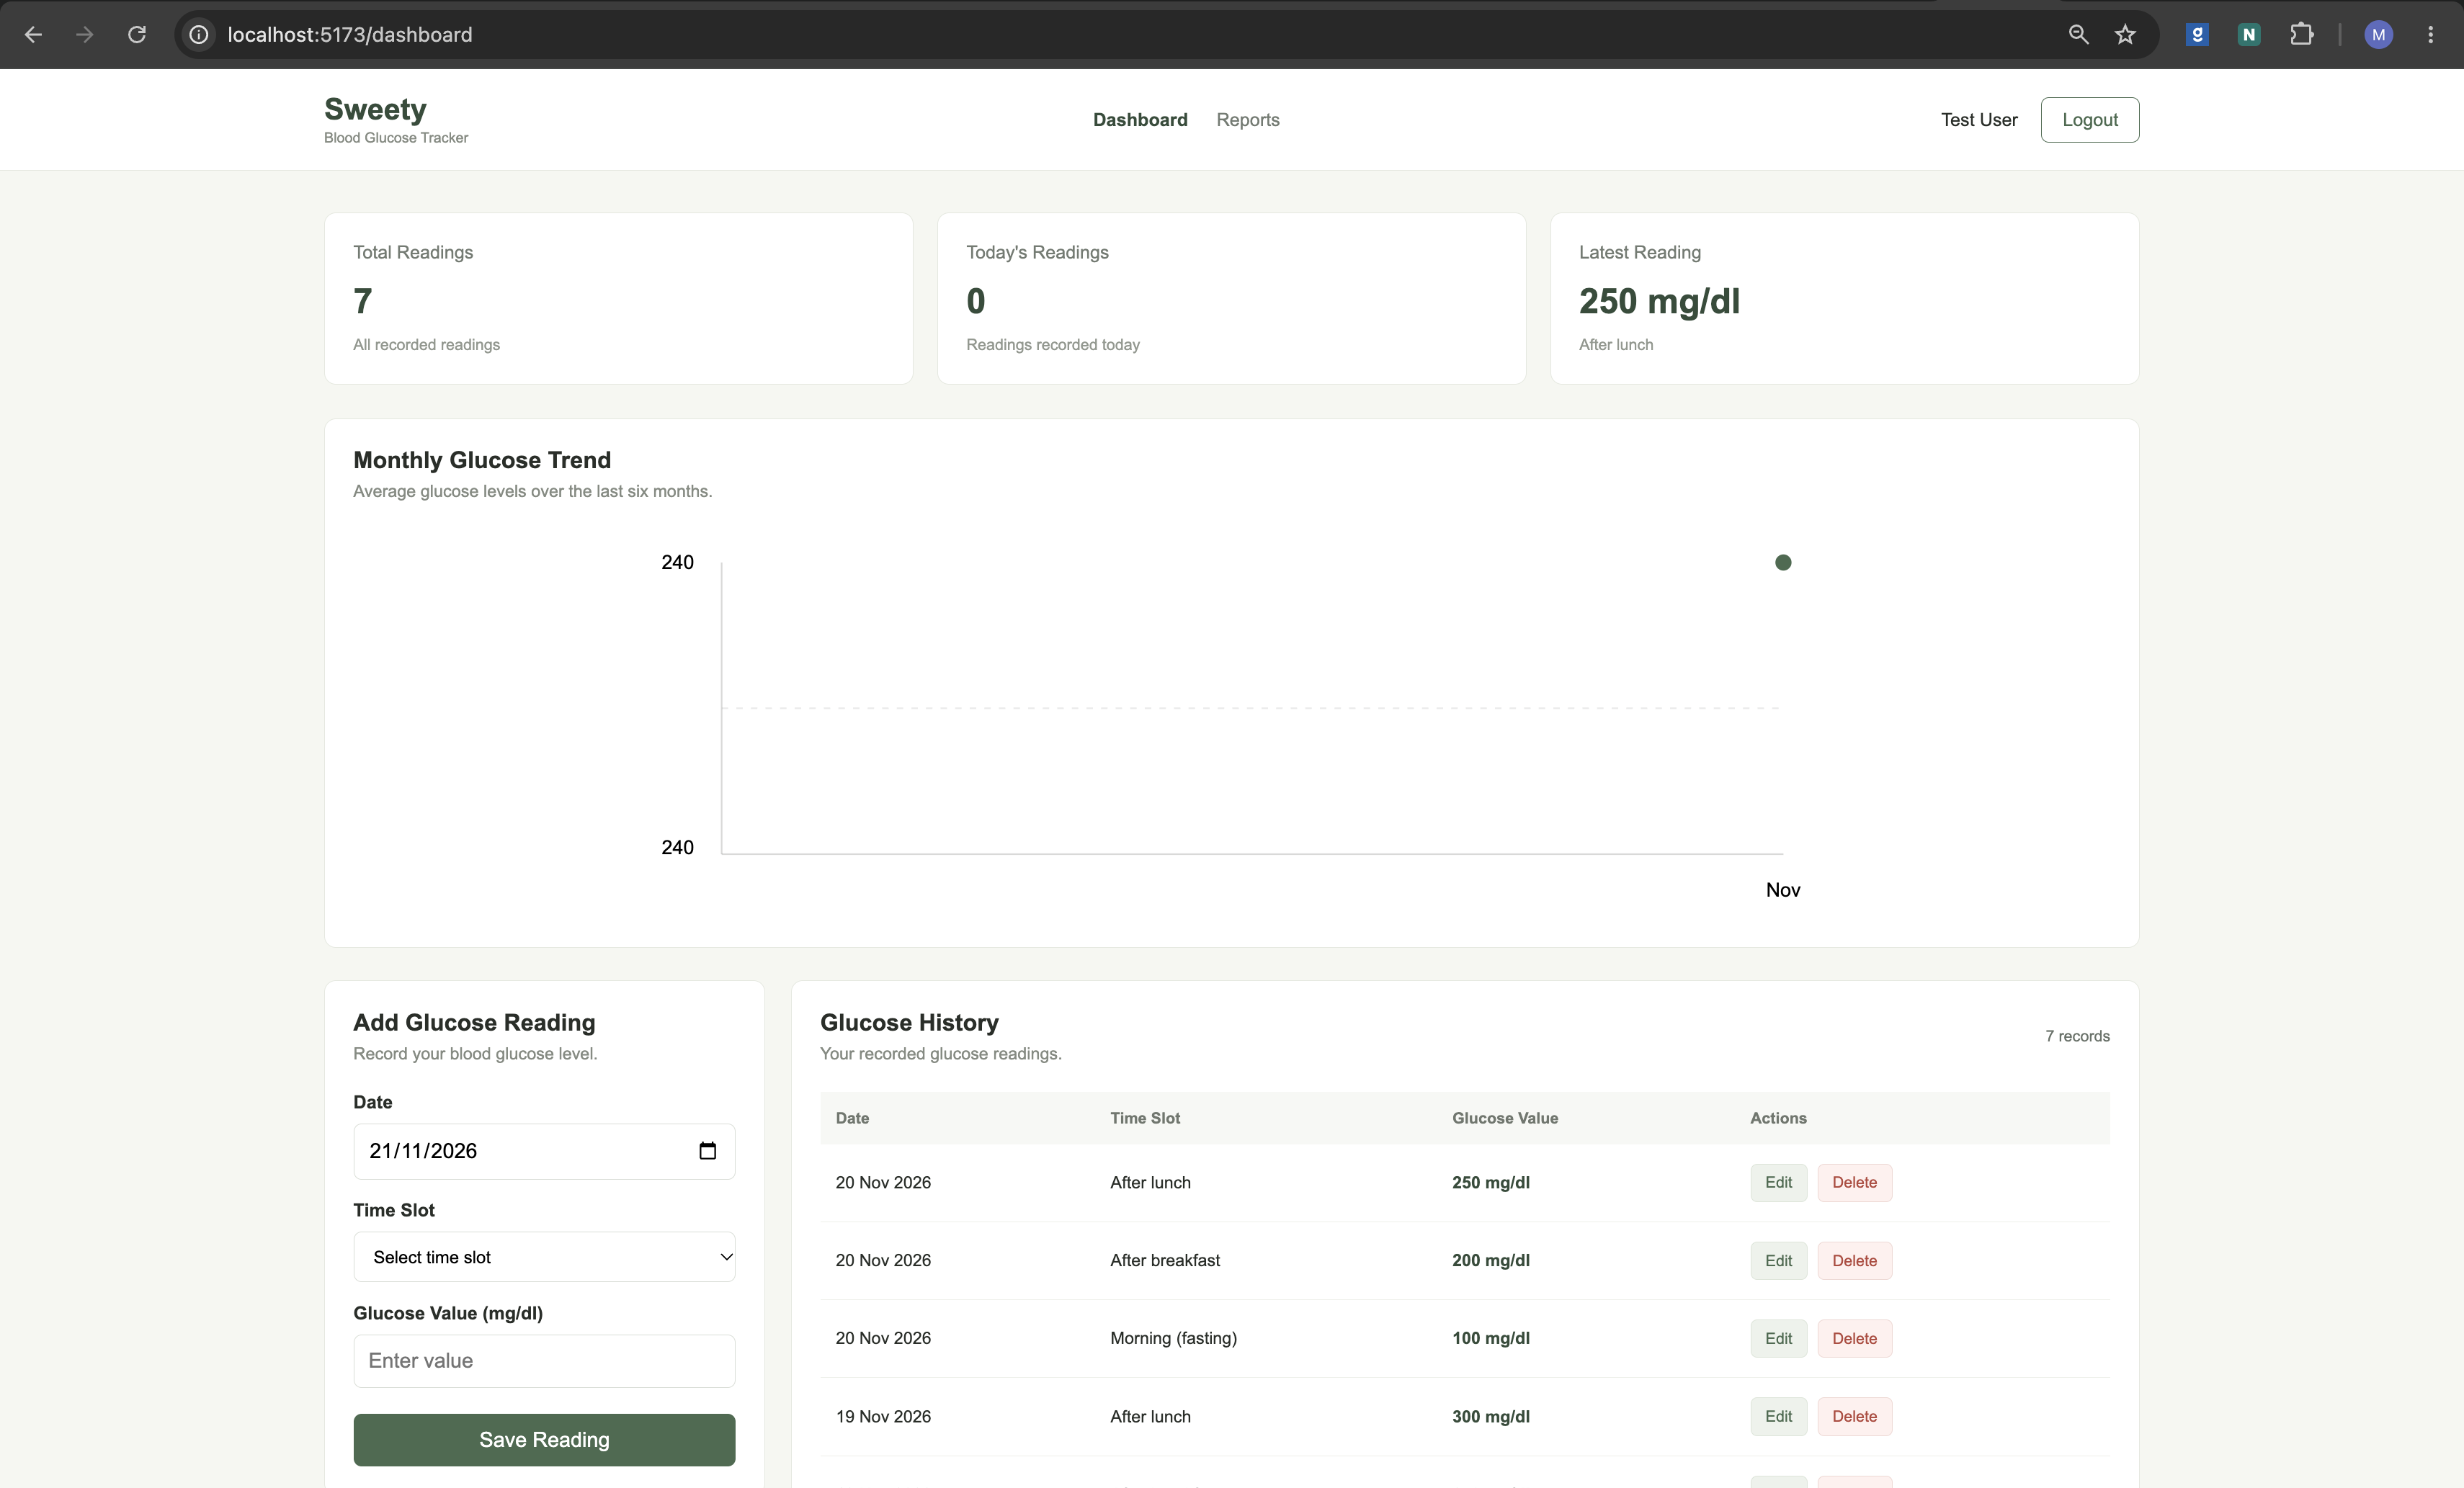 localhost:5173/dashboard
g
N
M
Sweety
Blood Glucose Tracker
Dashboard
Reports
Test User
Logout
Total Readings
7
All recorded readings
Today's Readings
0
Readings recorded today
Latest Reading
250 mg/dl
After lunch
Monthly Glucose Trend
Average glucose levels over the last six months.
240
240
Nov
Add Glucose Reading
Record your blood glucose level.
Date
21/11/2026
Time Slot
Select time slot
Glucose Value (mg/dl)
Enter value
Save Reading
Glucose History
Your recorded glucose readings.
7 records
Date Time Slot Glucose Value Actions
20 Nov 2026 After lunch 250 mg/dl Edit Delete
20 Nov 2026 After breakfast 200 mg/dl Edit Delete
20 Nov 2026 Morning (fasting) 100 mg/dl Edit Delete
19 Nov 2026 After lunch 300 mg/dl Edit Delete